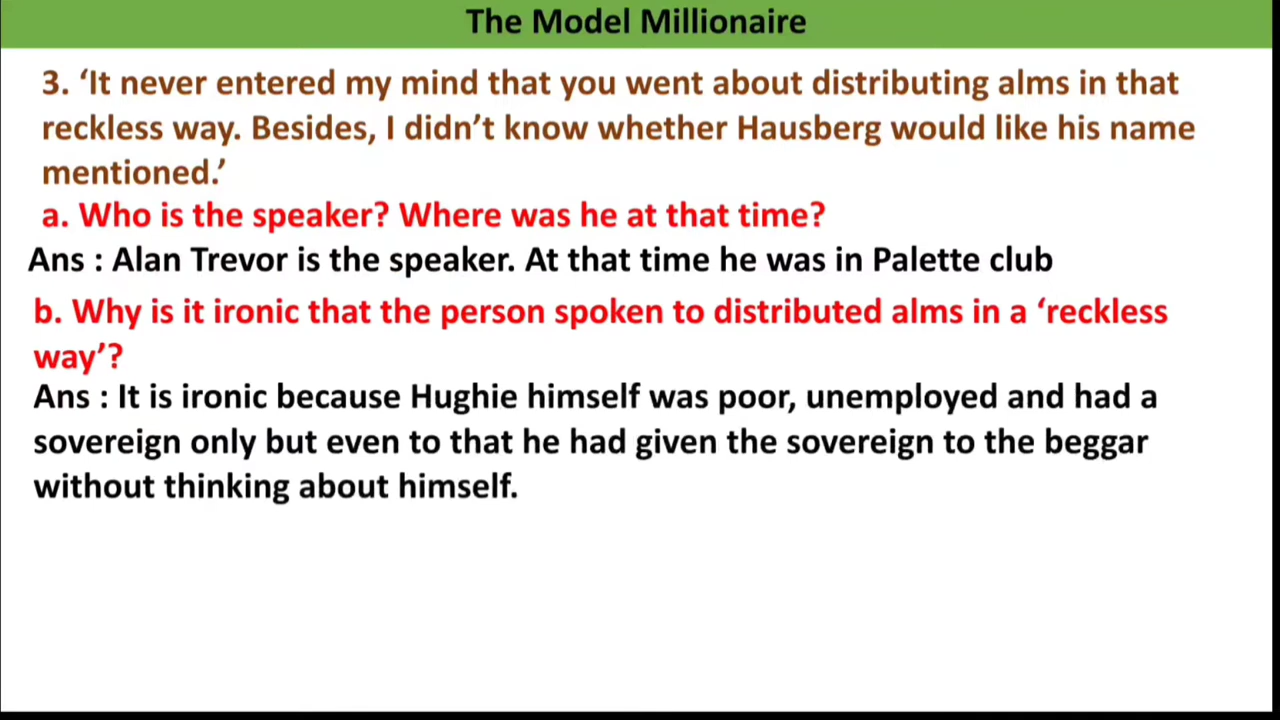 The Model Millionaire
3. ‘It never entered my mind that you went about distributing alms in that
reckless way. Besides, I didn’t know whether Hausberg would like his name
mentioned.’
a. Who is the speaker? Where was he at that time?
Ans : Alan Trevor is the speaker. At that time he was in Palette club
b. Why is it ironic that the person spoken to distributed alms in a ‘reckless
way’?
Ans : It is ironic because Hughie himself was poor, unemployed and had a
sovereign only but even to that he had given the sovereign to the beggar
without thinking about himself.